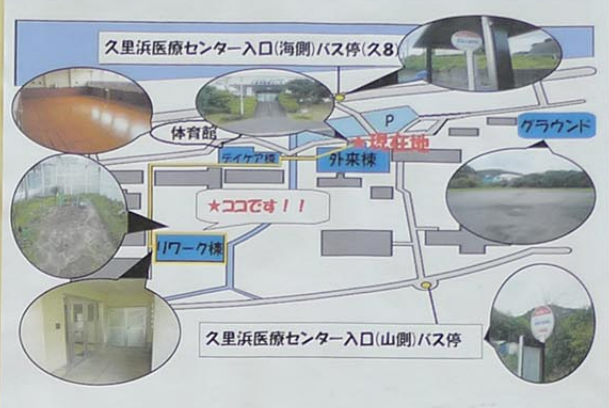 久里浜医療センター入口(海側)バス停(久8)
P
体育館
グラウンド
★現在地
デイケア棟
外来棟
★ココです!!
リワーク棟
久里浜医療センター入口(山側)バス停